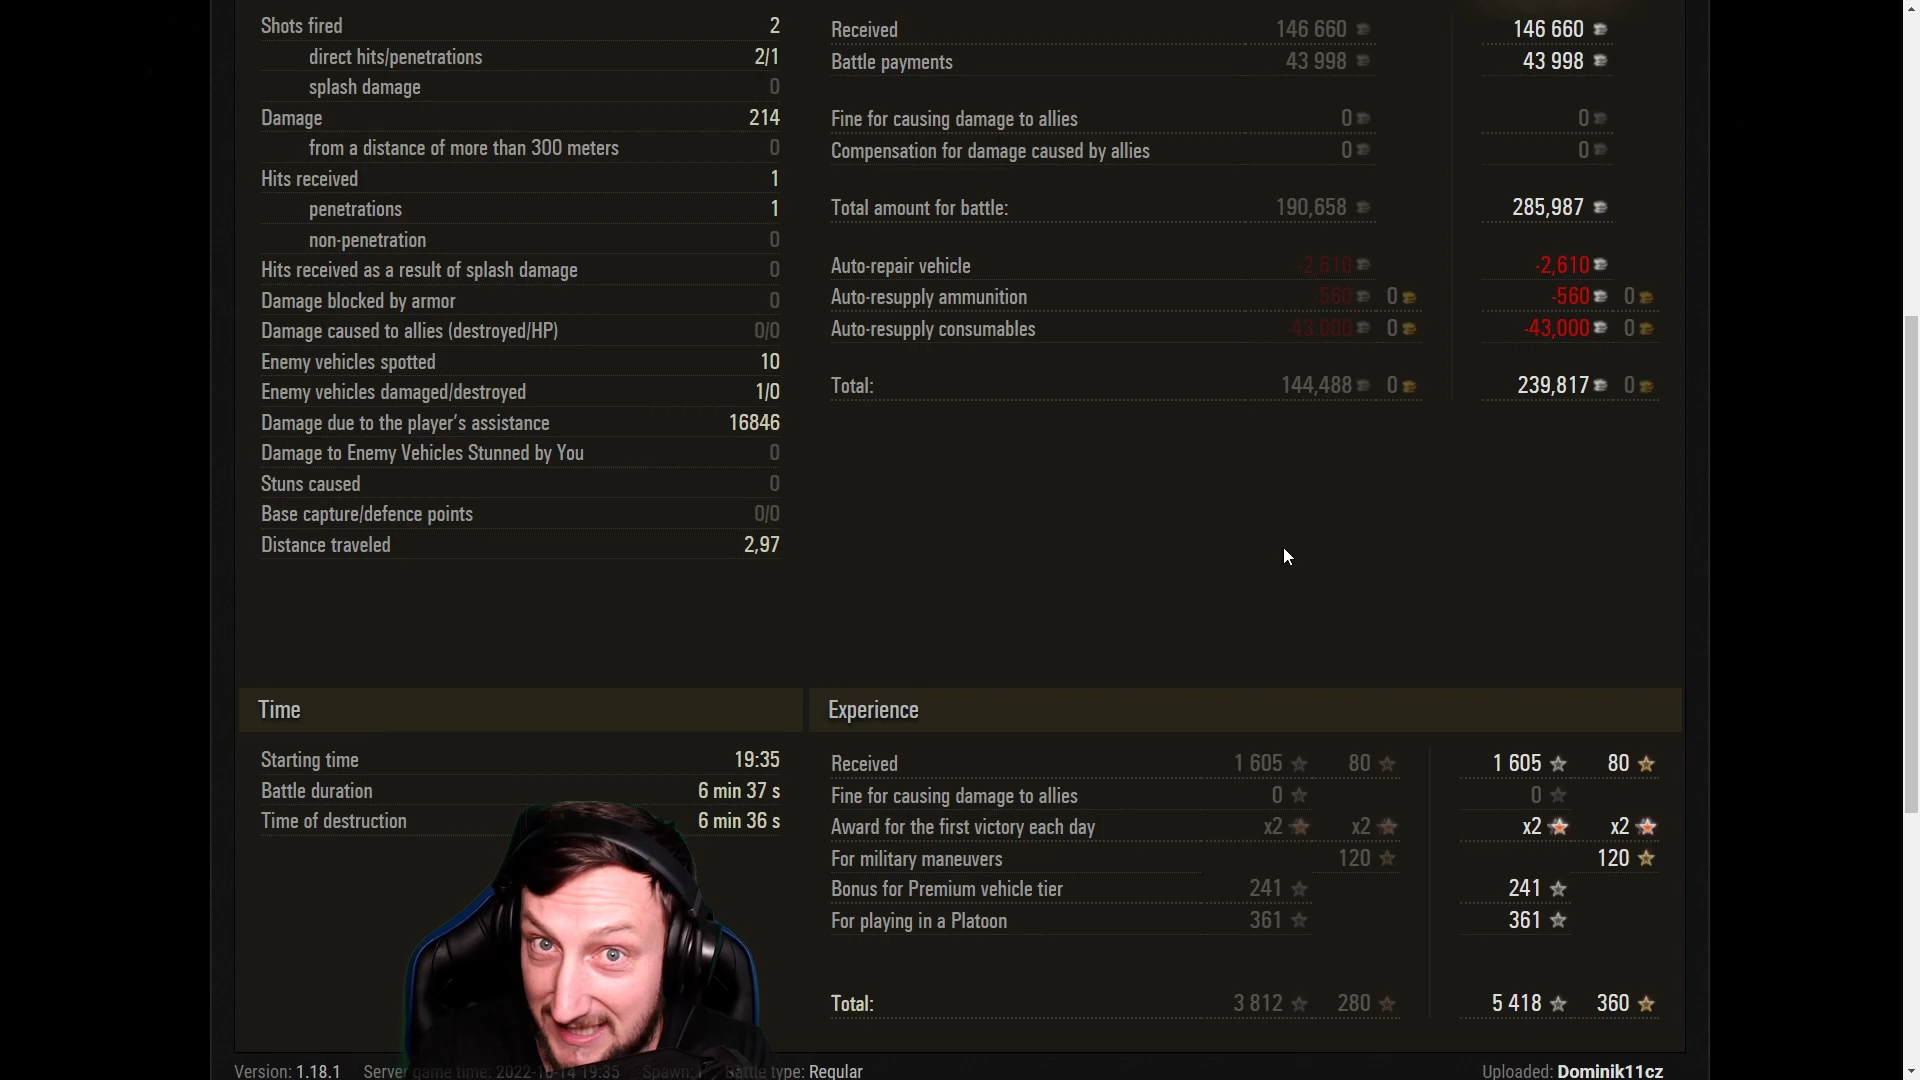 Shots fired 2
direct hits/penetrations 2/1
splash damage 0
Damage 214
from a distance of more than 300 meters 0
Hits received 1
penetrations 1
non-penetration 0
Hits received as a result of splash damage 0
Damage blocked by armor 0
Damage caused to allies (destroyed/HP) 0/0
Enemy vehicles spotted 10
Enemy vehicles damaged/destroyed 1/0
Damage due to the player's assistance 16846
Damage to Enemy Vehicles Stunned by You 0
Stuns caused 0
Base capture/defence points 0/0
Distance traveled 2,97
Received 146 660 146 660
Battle payments 43 998 43 998
Fine for causing damage to allies 0 0
Compensation for damage caused by allies 0 0
Total amount for battle: 190,658 285,987
Auto-repair vehicle -2,610 -2,610
Auto-resupply ammunition -560 0 -560 0
Auto-resupply consumables -43,000 0 -43,000 0
Total: 144,488 0 239,817 0
Time
Starting time 19:35
Battle duration 6 min 37 s
Time of destruction 6 min 36 s
Experience
Received 1 605 80 1 605 80
Fine for causing damage to allies 0 0
Award for the first victory each day x2 x2 x2 x2
For military maneuvers 120 120
Bonus for Premium vehicle tier 241 241
For playing in a Platoon 361 361
Total: 3 812 280 5 418 360
Version: 1.18.1 Server game time: 2022-10-14 19:35 Spawn: Battle type: Regular Uploaded: Dominik11cz